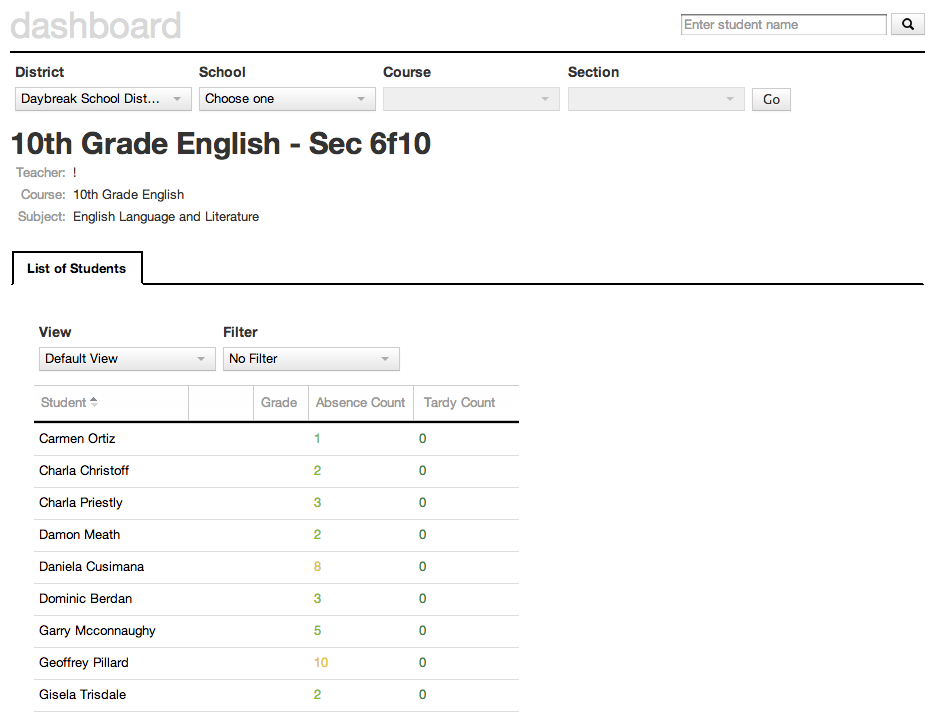 dashboard
Enter student name
District School Course Section
Daybreak School Dist... Choose one Go
10th Grade English - Sec 6f10
Teacher: !
Course: 10th Grade English
Subject: English Language and Literature
List of Students
View Filter
Default View No Filter
Student Grade Absence Count Tardy Count
Carmen Ortiz 1 0
Charla Christoff 2 0
Charla Priestly 3 0
Damon Meath 2 0
Daniela Cusimana 8 0
Dominic Berdan 3 0
Garry Mcconnaughy 5 0
Geoffrey Pillard 10 0
Gisela Trisdale 2 0